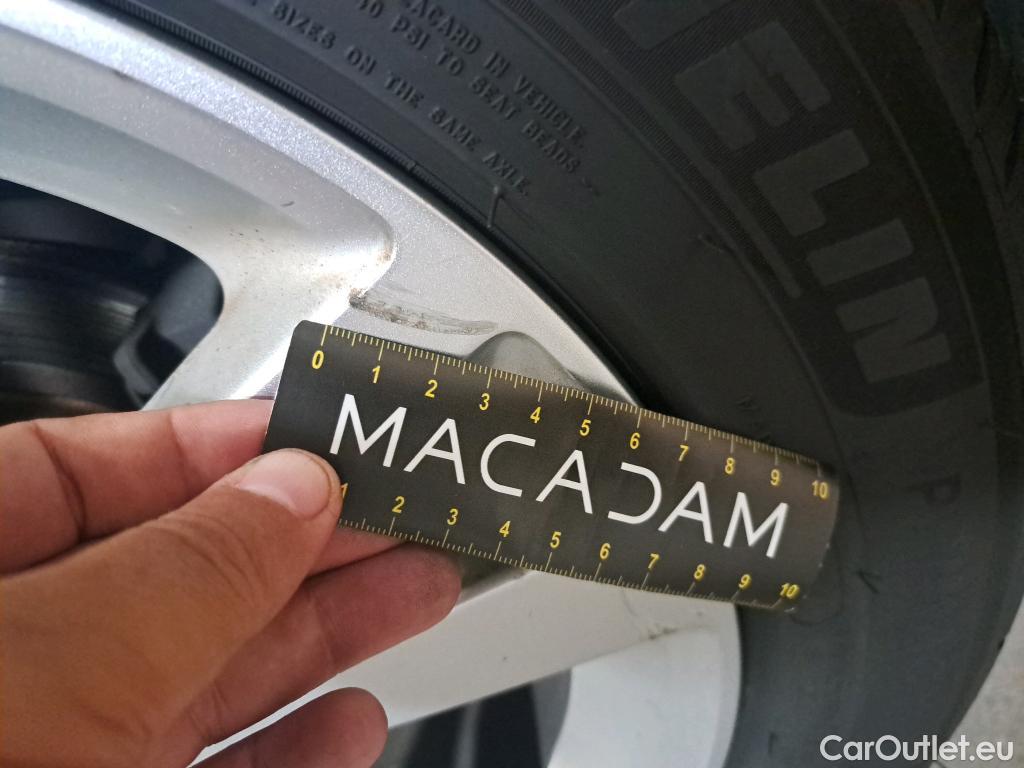 PLACARD IN VEHICLE.
40 PSI TO SEAT BEADS
SIZES ON THE SAME AXLE.
ELIN
P
0 1 2 3 4 5 6 7 8 9 10
MACADAM
1 2 3 4 5 6 7 8 9 10
CarOutlet.eu